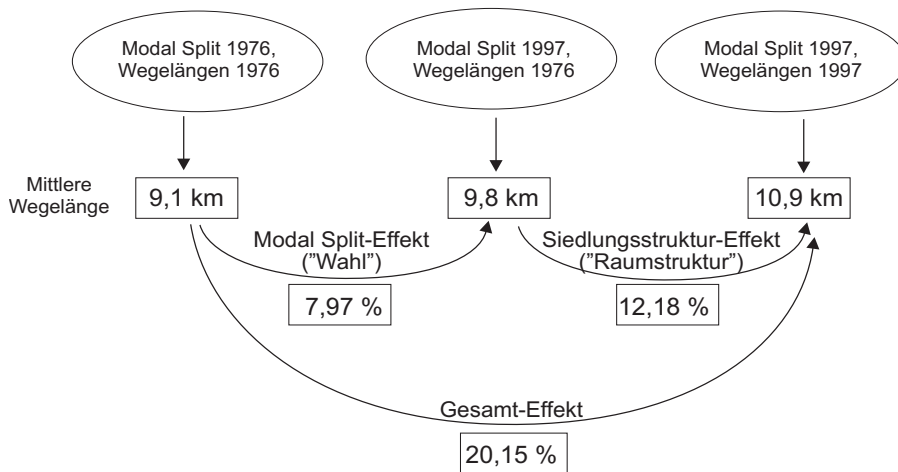 Modal Split 1976,
Wegelängen 1976
Modal Split 1997,
Wegelängen 1976
Modal Split 1997,
Wegelängen 1997
Mittlere
Wegelänge
9,1 km
9,8 km
10,9 km
Modal Split-Effekt
("Wahl")
7,97 %
Siedlungsstruktur-Effekt
("Raumstruktur")
12,18 %
Gesamt-Effekt
20,15 %